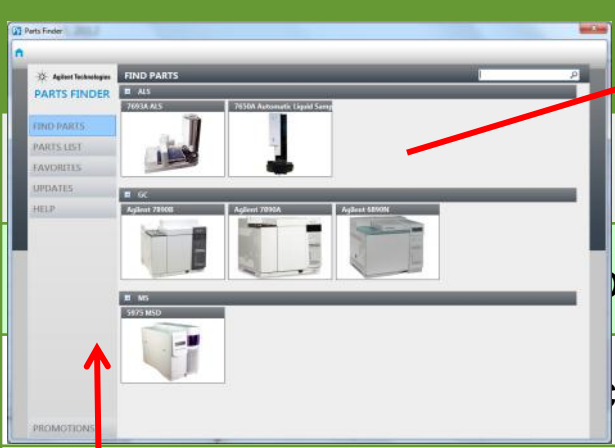 Parts Finder
Agilent Technologies
PARTS FINDER
FIND PARTS
PARTS LIST
FAVORITES
UPDATES
HELP
PROMOTIONS
FIND PARTS
ALS
7693A ALS
7650A Automatic Liquid Samp
GC
Agilent 7890B
Agilent 7890A
Agilent 6890N
MS
5975 MSD